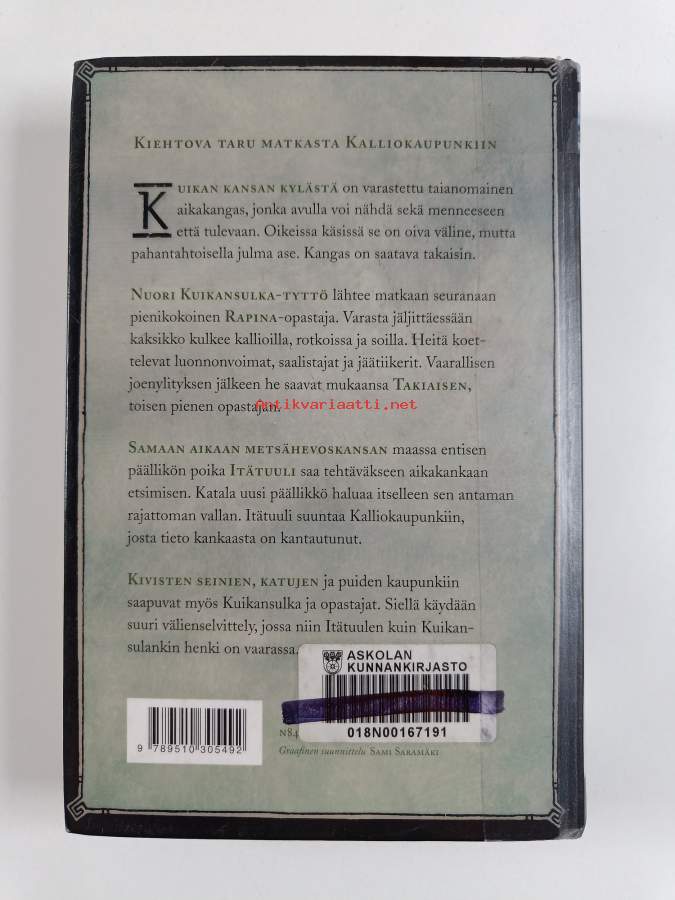 Kiehtova taru matkasta Kalliokaupunkiin
Kuikan kansan kylästä on varastettu taianomainen
aikakangas, jonka avulla voi nähdä sekä menneeseen
että tulevaan. Oikeissa käsissä se on oiva väline, mutta
pahantahtoisella julma ase. Kangas on saatava takaisin.
Nuori Kuikansulka-tyttö lähtee matkaan seuranaan
pienikokoinen Rapina-opastaja. Varasta jäljittäessään
kaksikko kulkee kallioilla, rotkoissa ja soilla. Heitä koet-
televat luonnonvoimat, saalistajat ja jäätiikerit. Vaarallisen
joenylityksen jälkeen he saavat mukaansa Takiaisen,
toisen pienen opastajan.
Antikvariaatti.net
Samaan aikaan metsähevoskansan maassa entisen
päällikön poika Itätuuli saa tehtäväkseen aikakankaan
etsimisen. Katala uusi päällikkö haluaa itselleen sen antaman
rajattoman vallan. Itätuuli suuntaa Kalliokaupunkiin,
josta tieto kankaasta on kantautunut.
Kivisten seinien, katujen ja puiden kaupunkiin
saapuvat myös Kuikansulka ja opastajat. Siellä käydään
suuri välienselvittely, jossa niin Itätuulen kuin Kuikan-
sulankin henki on vaarassa.
ASKOLAN
KUNNANKIRJASTO
018N00167191
9 789510 305492
N84
Graafinen suunnittelu Sami Saramäki